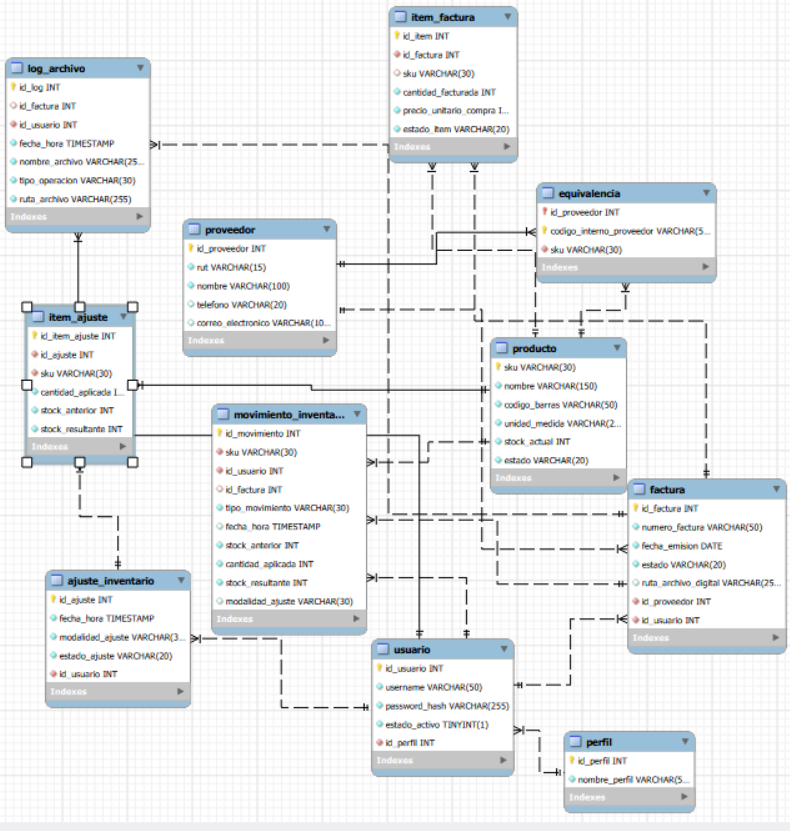 item_factura
id_item INT
id_factura INT
sku VARCHAR(30)
cantidad_facturada INT
precio_unitario_compra I...
estado_item VARCHAR(20)
Indexes
log_archivo
id_log INT
id_factura INT
id_usuario INT
fecha_hora TIMESTAMP
nombre_archivo VARCHAR(25...
tipo_operacion VARCHAR(30)
ruta_archivo VARCHAR(255)
Indexes
equivalencia
id_proveedor INT
codigo_interno_proveedor VARCHAR(5...
sku VARCHAR(30)
Indexes
proveedor
id_proveedor INT
rut VARCHAR(15)
nombre VARCHAR(100)
telefono VARCHAR(20)
correo_electronico VARCHAR(10...
Indexes
item_ajuste
id_item_ajuste INT
id_ajuste INT
sku VARCHAR(30)
cantidad_aplicada I...
stock_anterior INT
stock_resultante INT
Indexes
producto
sku VARCHAR(30)
nombre VARCHAR(150)
codigo_barras VARCHAR(50)
unidad_medida VARCHAR(2...
stock_actual INT
estado VARCHAR(20)
Indexes
movimiento_inventa...
id_movimiento INT
sku VARCHAR(30)
id_usuario INT
id_factura INT
tipo_movimiento VARCHAR(30)
fecha_hora TIMESTAMP
stock_anterior INT
cantidad_aplicada INT
stock_resultante INT
modalidad_ajuste VARCHAR(30)
Indexes
factura
id_factura INT
numero_factura VARCHAR(50)
fecha_emision DATE
estado VARCHAR(20)
ruta_archivo_digital VARCHAR(25...
id_proveedor INT
id_usuario INT
Indexes
ajuste_inventario
id_ajuste INT
fecha_hora TIMESTAMP
modalidad_ajuste VARCHAR(3...
estado_ajuste VARCHAR(20)
id_usuario INT
Indexes
usuario
id_usuario INT
username VARCHAR(50)
password_hash VARCHAR(255)
estado_activo TINYINT(1)
id_perfil INT
Indexes
perfil
id_perfil INT
nombre_perfil VARCHAR(5...
Indexes